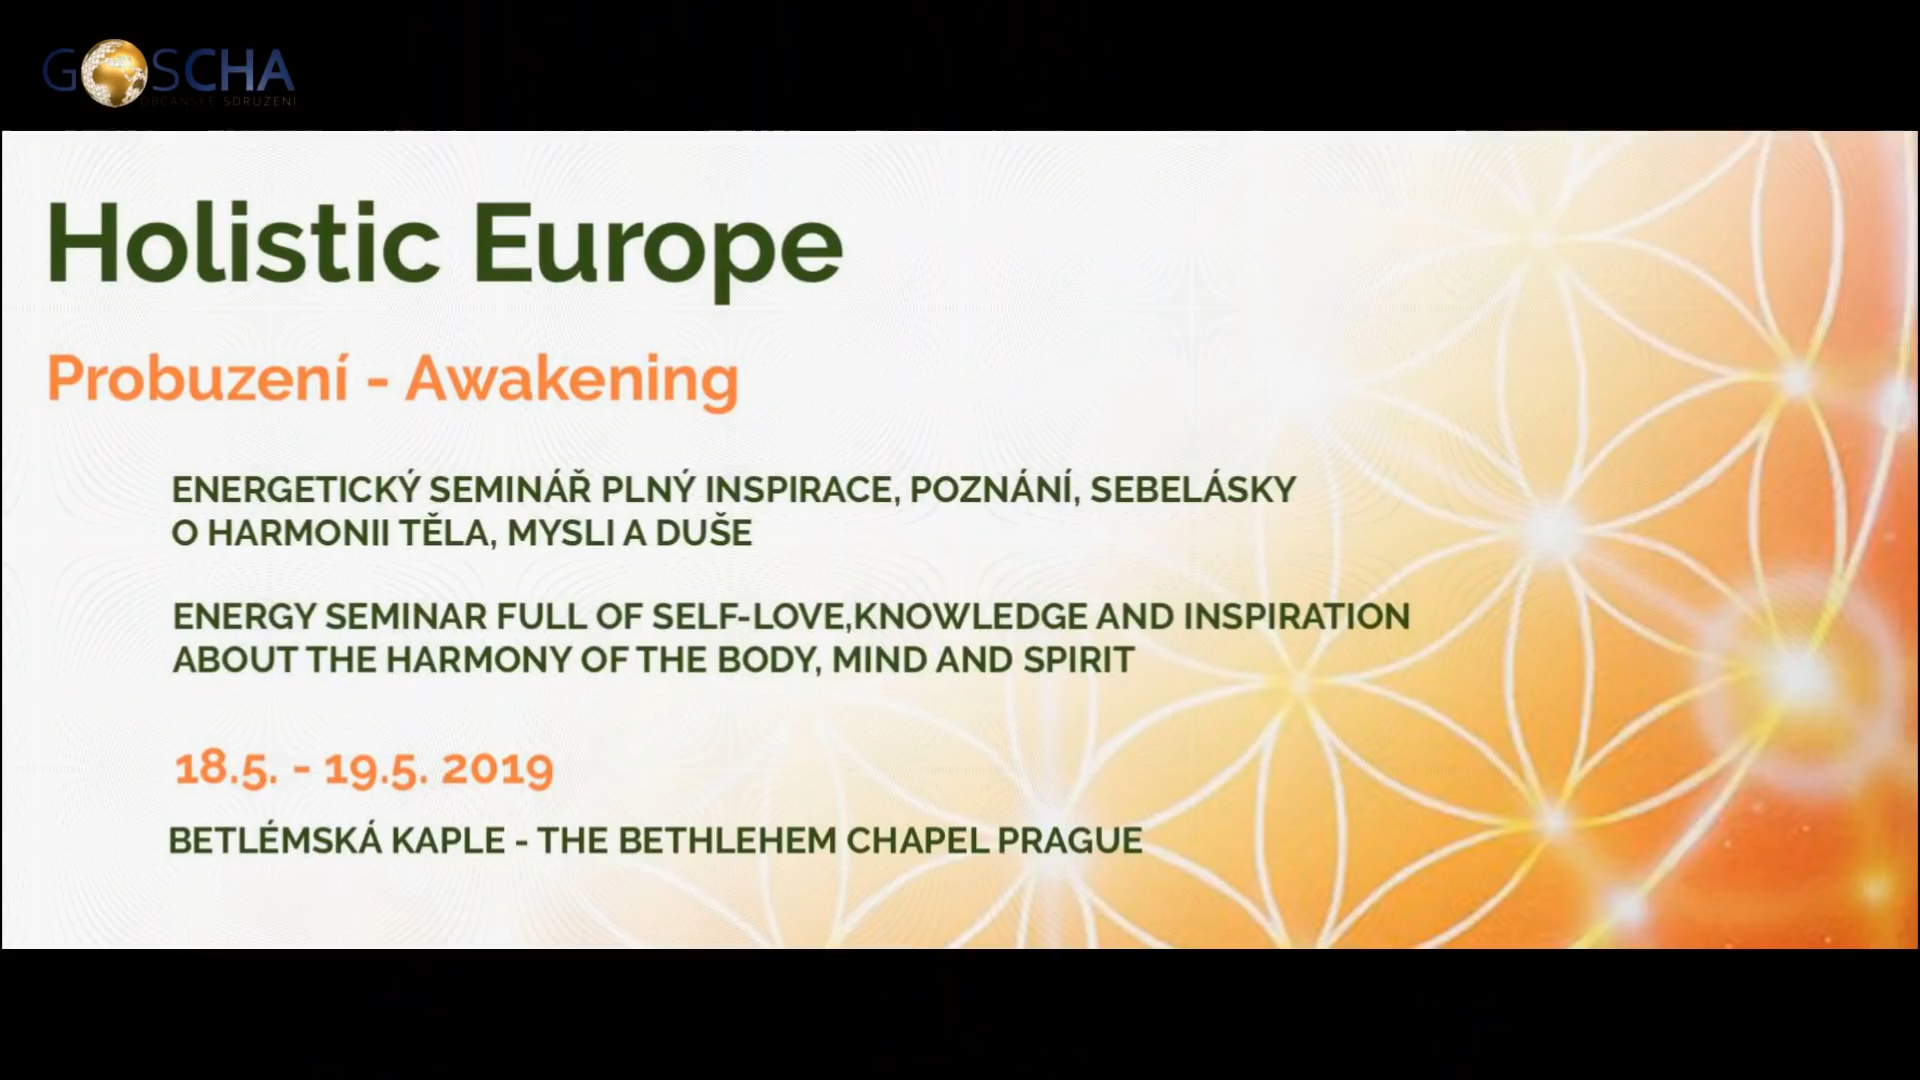 GOSCHA
OBČANSKÉ SDRUŽENÍ
Holistic Europe
Probuzení - Awakening
ENERGETICKÝ SEMINÁŘ PLNÝ INSPIRACE, POZNÁNÍ, SEBELÁSKY
O HARMONII TĚLA, MYSLI A DUŠE
ENERGY SEMINAR FULL OF SELF-LOVE,KNOWLEDGE AND INSPIRATION
ABOUT THE HARMONY OF THE BODY, MIND AND SPIRIT
18.5. - 19.5. 2019
BETLÉMSKÁ KAPLE - THE BETHLEHEM CHAPEL PRAGUE